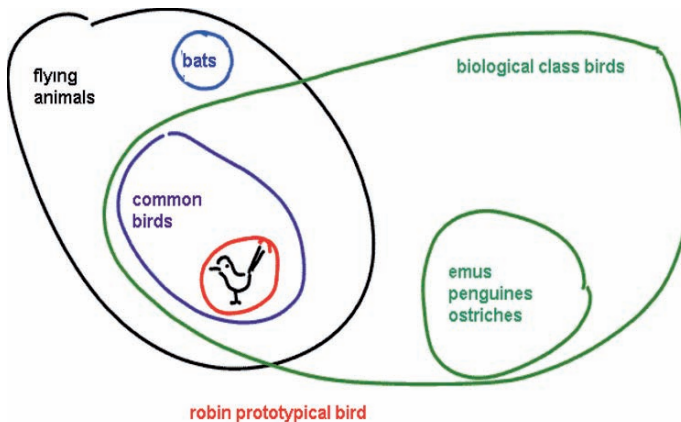 flying
animals
bats
biological class birds
common
birds
emus
penguines
ostriches
robin prototypical bird